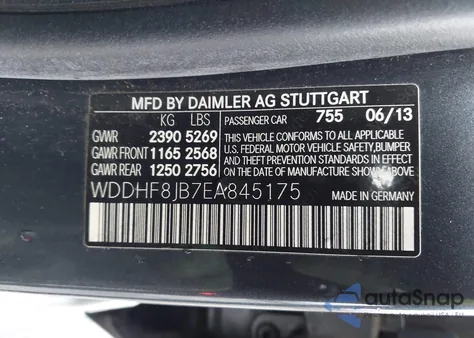 MFD BY DAIMLER AG STUTTGART
KG LBS PASSENGER CAR 755 06/13
GVWR 2390 5269 THIS VEHICLE CONFORMS TO ALL APPLICABLE
GAWR FRONT 1165 2568 U.S. FEDERAL MOTOR VEHICLE SAFETY,BUMPER
GAWR REAR 1250 2756 AND THEFT PREVENTION STANDARDS IN EFFECT
ON THE DATE OF MANUFACTURE SHOWN ABOVE.
WDDHF8JB7EA845175 MADE IN GERMANY
autoSnap